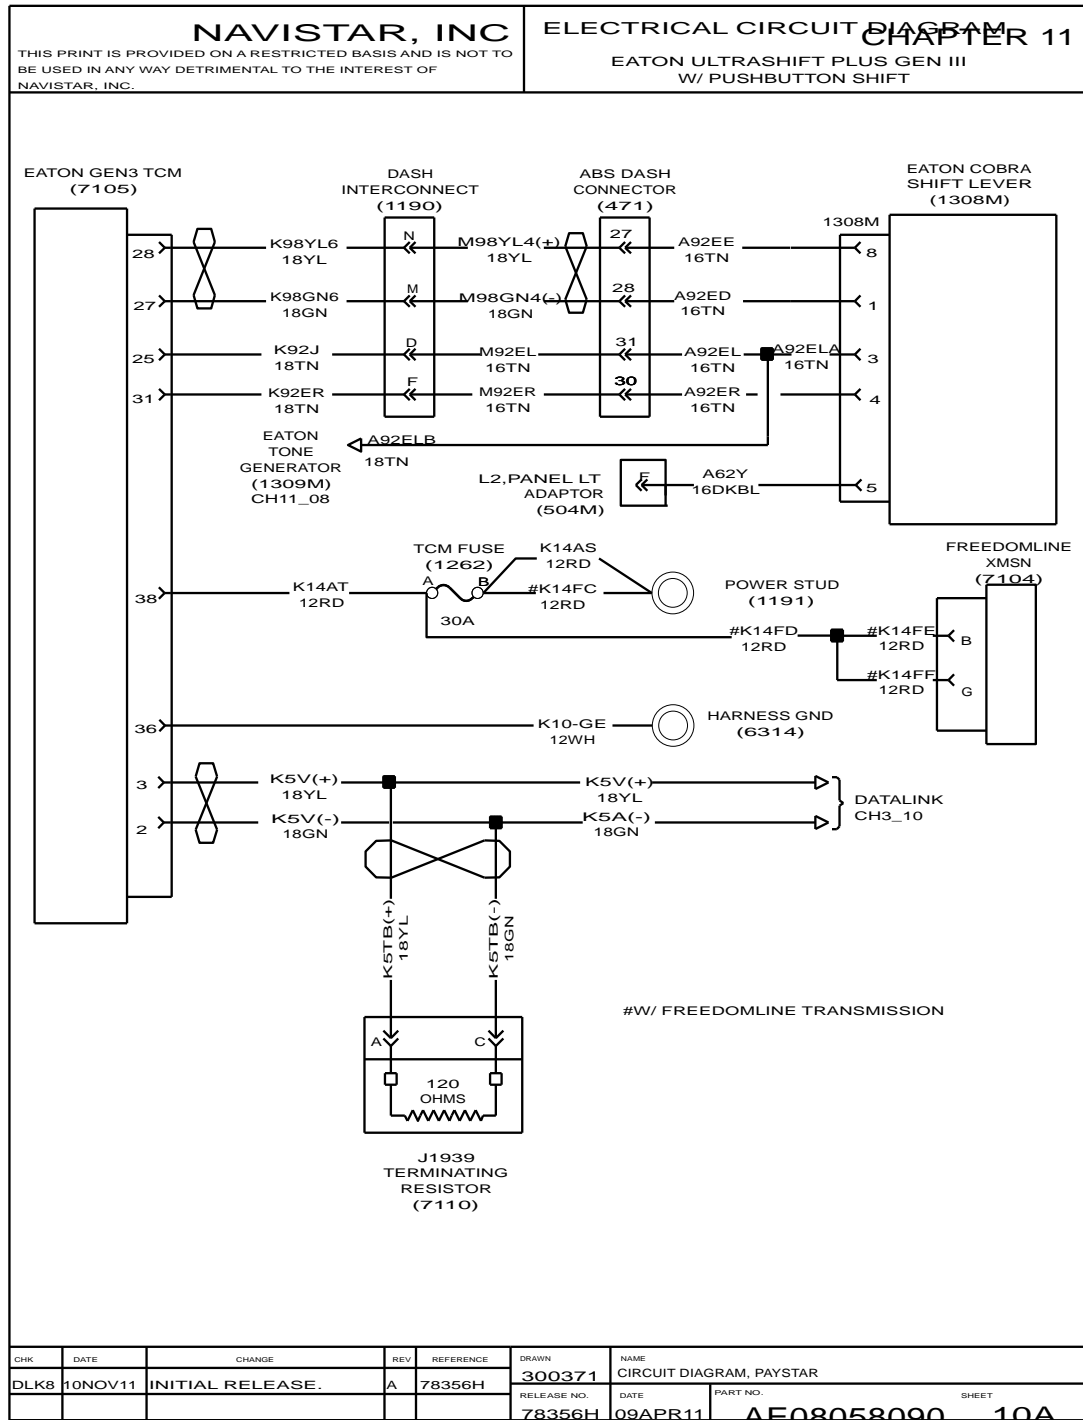 NAVISTAR, INC
THIS PRINT IS PROVIDED ON A RESTRICTED BASIS AND IS NOT TO
BE USED IN ANY WAY DETRIMENTAL TO THE INTEREST OF
NAVISTAR, INC.
ELECTRICAL CIRCUIT DIAGRAM
CHAPTER 11
EATON ULTRASHIFT PLUS GEN III
W/ PUSHBUTTON SHIFT
EATON GEN3 TCM
(7105)
DASH
INTERCONNECT
(1190)
ABS DASH
CONNECTOR
(471)
EATON COBRA
SHIFT LEVER
(1308M)
1308M
28
K98YL6
18YL
N
M98YL4(+)
18YL
27
A92EE
16TN
8
27
K98GN6
18GN
M
M98GN4(-)
18GN
28
A92ED
16TN
1
25
K92J
18TN
D
M92EL
16TN
31
A92EL
16TN
A92ELA
16TN
3
31
K92ER
18TN
F
M92ER
16TN
30
A92ER
16TN
4
EATON
TONE
GENERATOR
(1309M)
CH11_08
A92ELB
18TN
L2,PANEL LT
ADAPTOR
(504M)
E
A62Y
16DKBL
5
TCM FUSE
(1262)
K14AS
12RD
FREEDOMLINE
XMSN
(7104)
38
K14AT
12RD
A
B
30A
#K14FC
12RD
POWER STUD
(1191)
#K14FD
12RD
#K14FE
12RD
B
#K14FF
12RD
G
36
K10-GE
12WH
HARNESS GND
(6314)
3
K5V(+)
18YL
K5V(+)
18YL
2
K5V(-)
18GN
K5A(-)
18GN
DATALINK
CH3_10
K5TB(+)
18YL
K5TB(-)
18GN
#W/ FREEDOMLINE TRANSMISSION
A
C
120
OHMS
J1939
TERMINATING
RESISTOR
(7110)
CHK DATE CHANGE REV REFERENCE
DLK8 10NOV11 INITIAL RELEASE. A 78356H
DRAWN
300371
NAME
CIRCUIT DIAGRAM, PAYSTAR
RELEASE NO.
78356H
DATE
09APR11
PART NO.
AE08058090
SHEET
10A